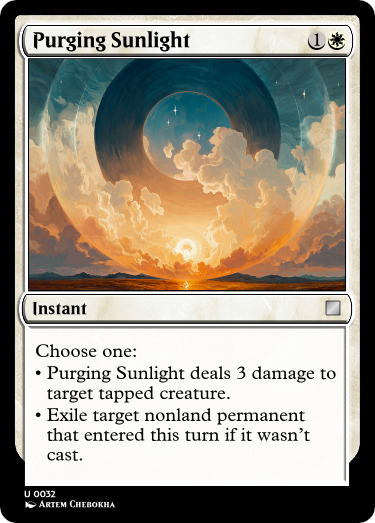 Purging Sunlight 1
Instant
Choose one:
• Purging Sunlight deals 3 damage to
target tapped creature.
• Exile target nonland permanent
that entered this turn if it wasn't
cast.
U 0032
Artem Chebokha